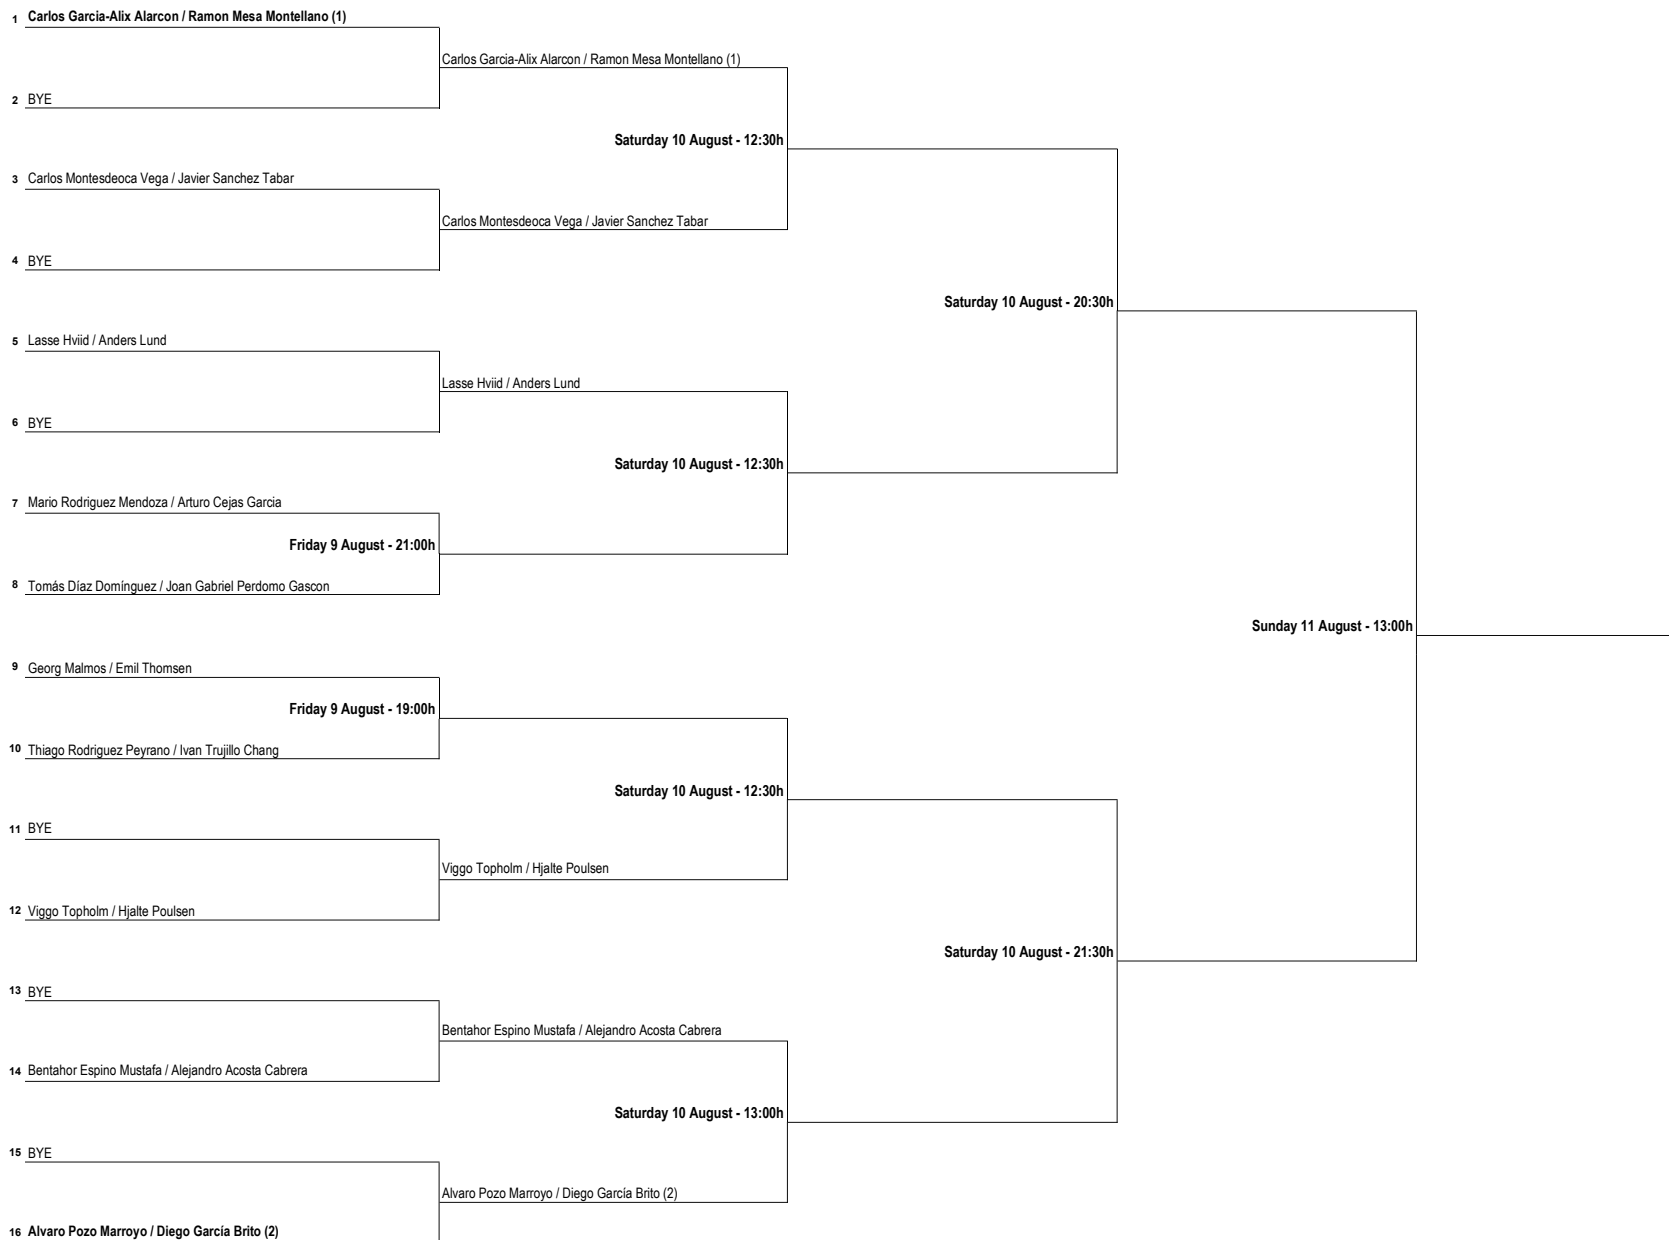 1 Carlos Garcia-Alix Alarcon / Ramon Mesa Montellano (1)
Carlos Garcia-Alix Alarcon / Ramon Mesa Montellano (1)
2 BYE
Saturday 10 August - 12:30h
3 Carlos Montesdeoca Vega / Javier Sanchez Tabar
Carlos Montesdeoca Vega / Javier Sanchez Tabar
4 BYE
Saturday 10 August - 20:30h
5 Lasse Hviid / Anders Lund
Lasse Hviid / Anders Lund
6 BYE
Saturday 10 August - 12:30h
7 Mario Rodriguez Mendoza / Arturo Cejas Garcia
Friday 9 August - 21:00h
8 Tomás Díaz Domínguez / Joan Gabriel Perdomo Gascon
Sunday 11 August - 13:00h
9 Georg Malmos / Emil Thomsen
Friday 9 August - 19:00h
10 Thiago Rodriguez Peyrano / Ivan Trujillo Chang
Saturday 10 August - 12:30h
11 BYE
Viggo Topholm / Hjalte Poulsen
12 Viggo Topholm / Hjalte Poulsen
Saturday 10 August - 21:30h
13 BYE
Bentahor Espino Mustafa / Alejandro Acosta Cabrera
14 Bentahor Espino Mustafa / Alejandro Acosta Cabrera
Saturday 10 August - 13:00h
15 BYE
Alvaro Pozo Marroyo / Diego García Brito (2)
16 Alvaro Pozo Marroyo / Diego García Brito (2)